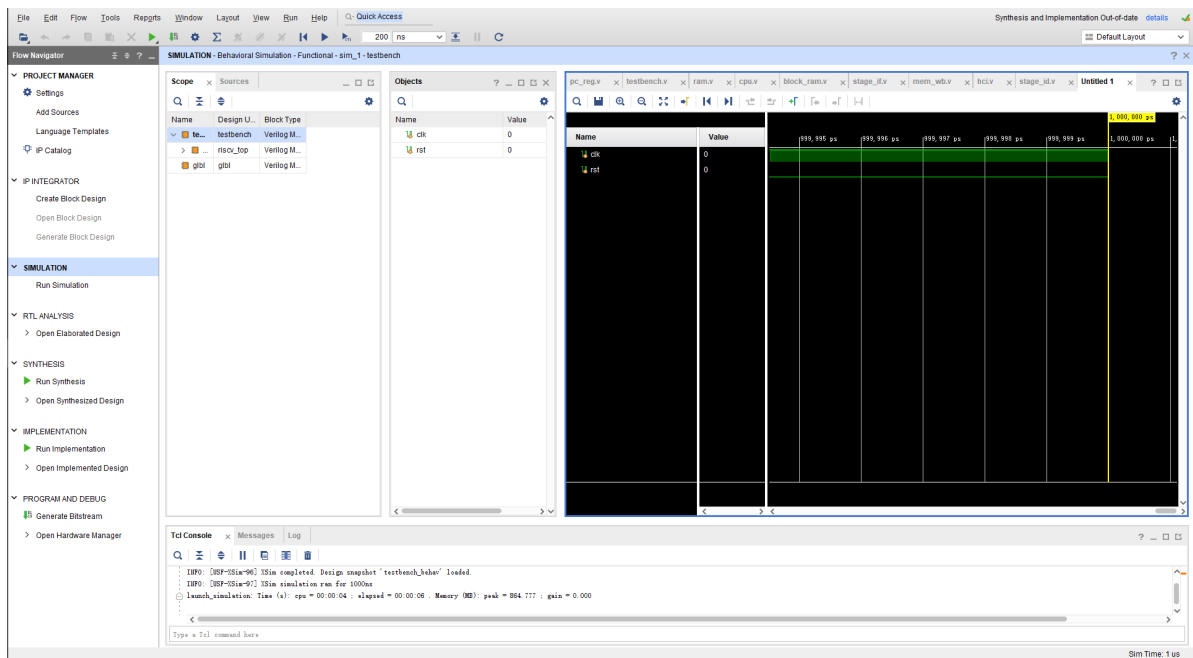 File Edit Flow Tools Reports Window Layout View Run Help Quick Access
Synthesis and Implementation Out-of-date details
200 ns
Default Layout
Flow Navigator
SIMULATION - Behavioral Simulation - Functional - sim_1 - testbench
PROJECT MANAGER
Settings
Add Sources
Language Templates
IP Catalog
IP INTEGRATOR
Create Block Design
Open Block Design
Generate Block Design
SIMULATION
Run Simulation
RTL ANALYSIS
Open Elaborated Design
SYNTHESIS
Run Synthesis
Open Synthesized Design
IMPLEMENTATION
Run Implementation
Open Implemented Design
PROGRAM AND DEBUG
Generate Bitstream
Open Hardware Manager
Scope Sources
Name Design U... Block Type
te... testbench Verilog M...
... riscv_top Verilog M...
glbl glbl Verilog M...
Objects
Name Value
clk 0
rst 0
pc_reg.v testbench.v ram.v cpu.v block_ram.v stage_if.v mem_wb.v hci.v stage_id.v Untitled 1
1,000,000 ps
Name Value
999,995 ps 999,996 ps 999,997 ps 999,998 ps 999,999 ps 1,000,000 ps 1,
clk 0
rst 0
Tcl Console Messages Log
INFO: [USF-XSim-96] XSim completed. Design snapshot 'testbench_behav' loaded.
INFO: [USF-XSim-97] XSim simulation ran for 1000ns
launch_simulation: Time (s): cpu = 00:00:04 ; elapsed = 00:00:06 . Memory (MB): peak = 864.777 ; gain = 0.000
Type a Tcl command here
Sim Time: 1 us